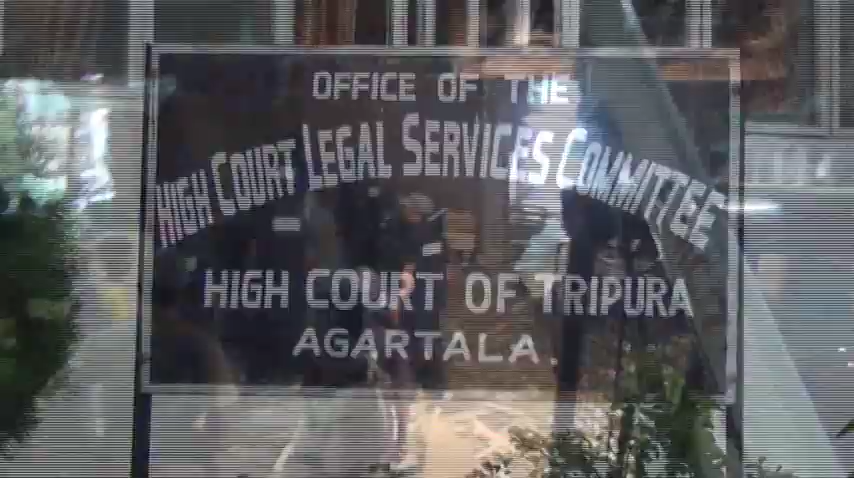 OFFICE OF THE
HIGH COURT LEGAL SERVICES COMMITTEE
HIGH COURT OF TRIPURA
AGARTALA.